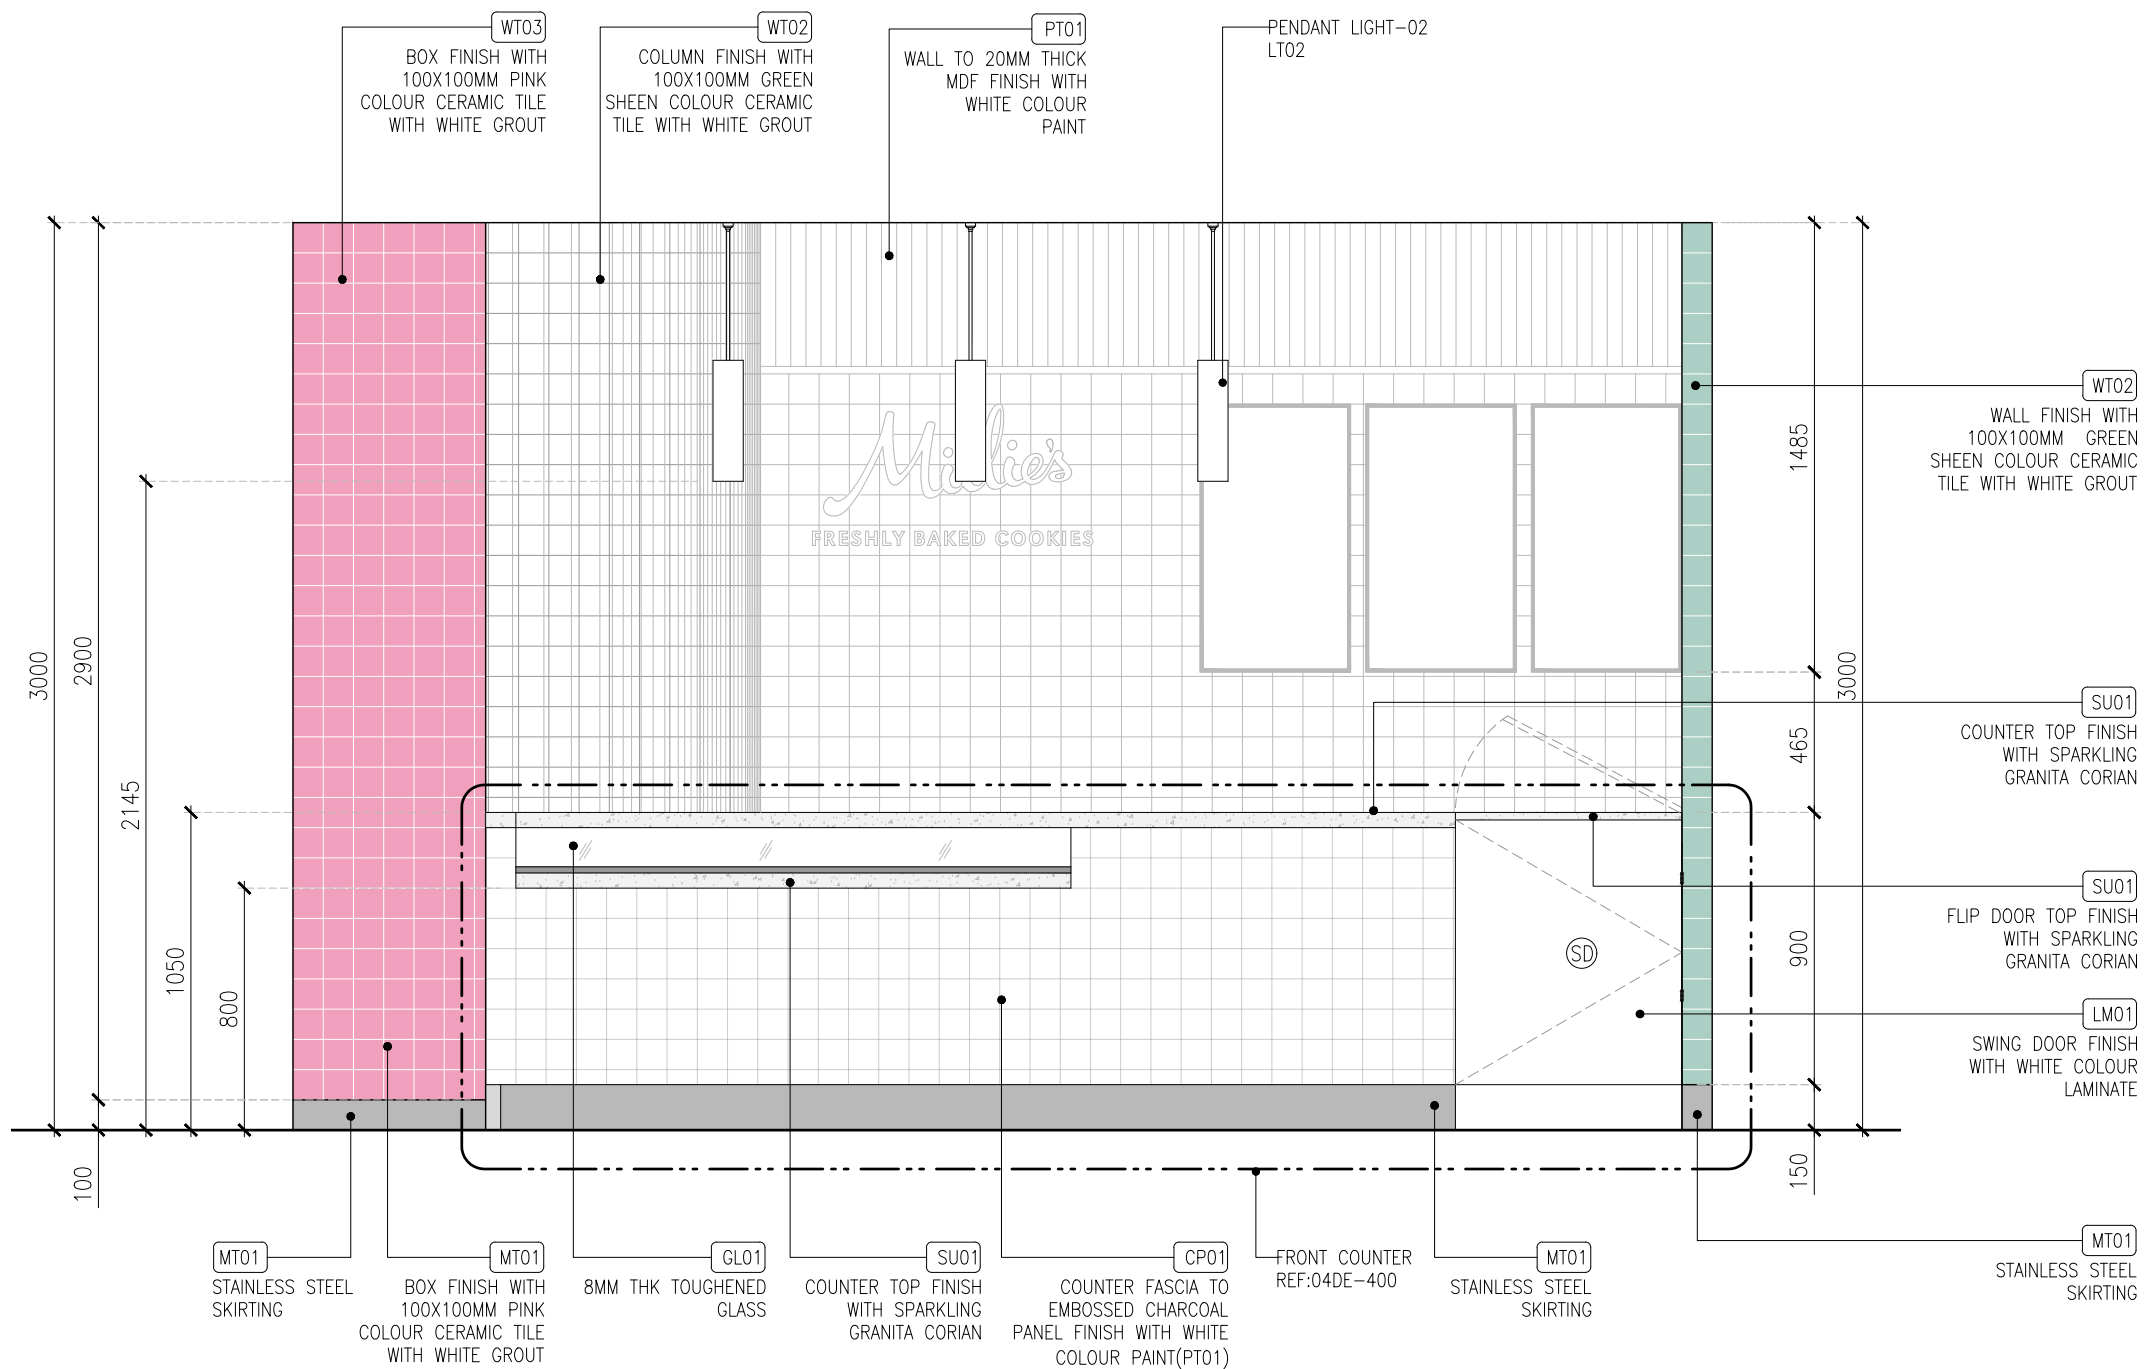 WT03
BOX FINISH WITH
100X100MM PINK
COLOUR CERAMIC TILE
WITH WHITE GROUT
WT02
COLUMN FINISH WITH
100X100MM GREEN
SHEEN COLOUR CERAMIC
TILE WITH WHITE GROUT
PT01
WALL TO 20MM THICK
MDF FINISH WITH
WHITE COLOUR
PAINT
PENDANT LIGHT-02
LT02
WT02
WALL FINISH WITH
100X100MM GREEN
SHEEN COLOUR CERAMIC
TILE WITH WHITE GROUT
Millie's
FRESHLY BAKED COOKIES
3000
2900
2145
1050
800
100
1485
465
900
150
3000
SU01
COUNTER TOP FINISH
WITH SPARKLING
GRANITA CORIAN
SU01
FLIP DOOR TOP FINISH
WITH SPARKLING
GRANITA CORIAN
SD
LM01
SWING DOOR FINISH
WITH WHITE COLOUR
LAMINATE
MT01
STAINLESS STEEL
SKIRTING
MT01
BOX FINISH WITH
100X100MM PINK
COLOUR CERAMIC TILE
WITH WHITE GROUT
GL01
8MM THK TOUGHENED
GLASS
SU01
COUNTER TOP FINISH
WITH SPARKLING
GRANITA CORIAN
CP01
COUNTER FASCIA TO
EMBOSSED CHARCOAL
PANEL FINISH WITH WHITE
COLOUR PAINT(PT01)
FRONT COUNTER
REF:04DE-400
MT01
STAINLESS STEEL
SKIRTING
MT01
STAINLESS STEEL
SKIRTING